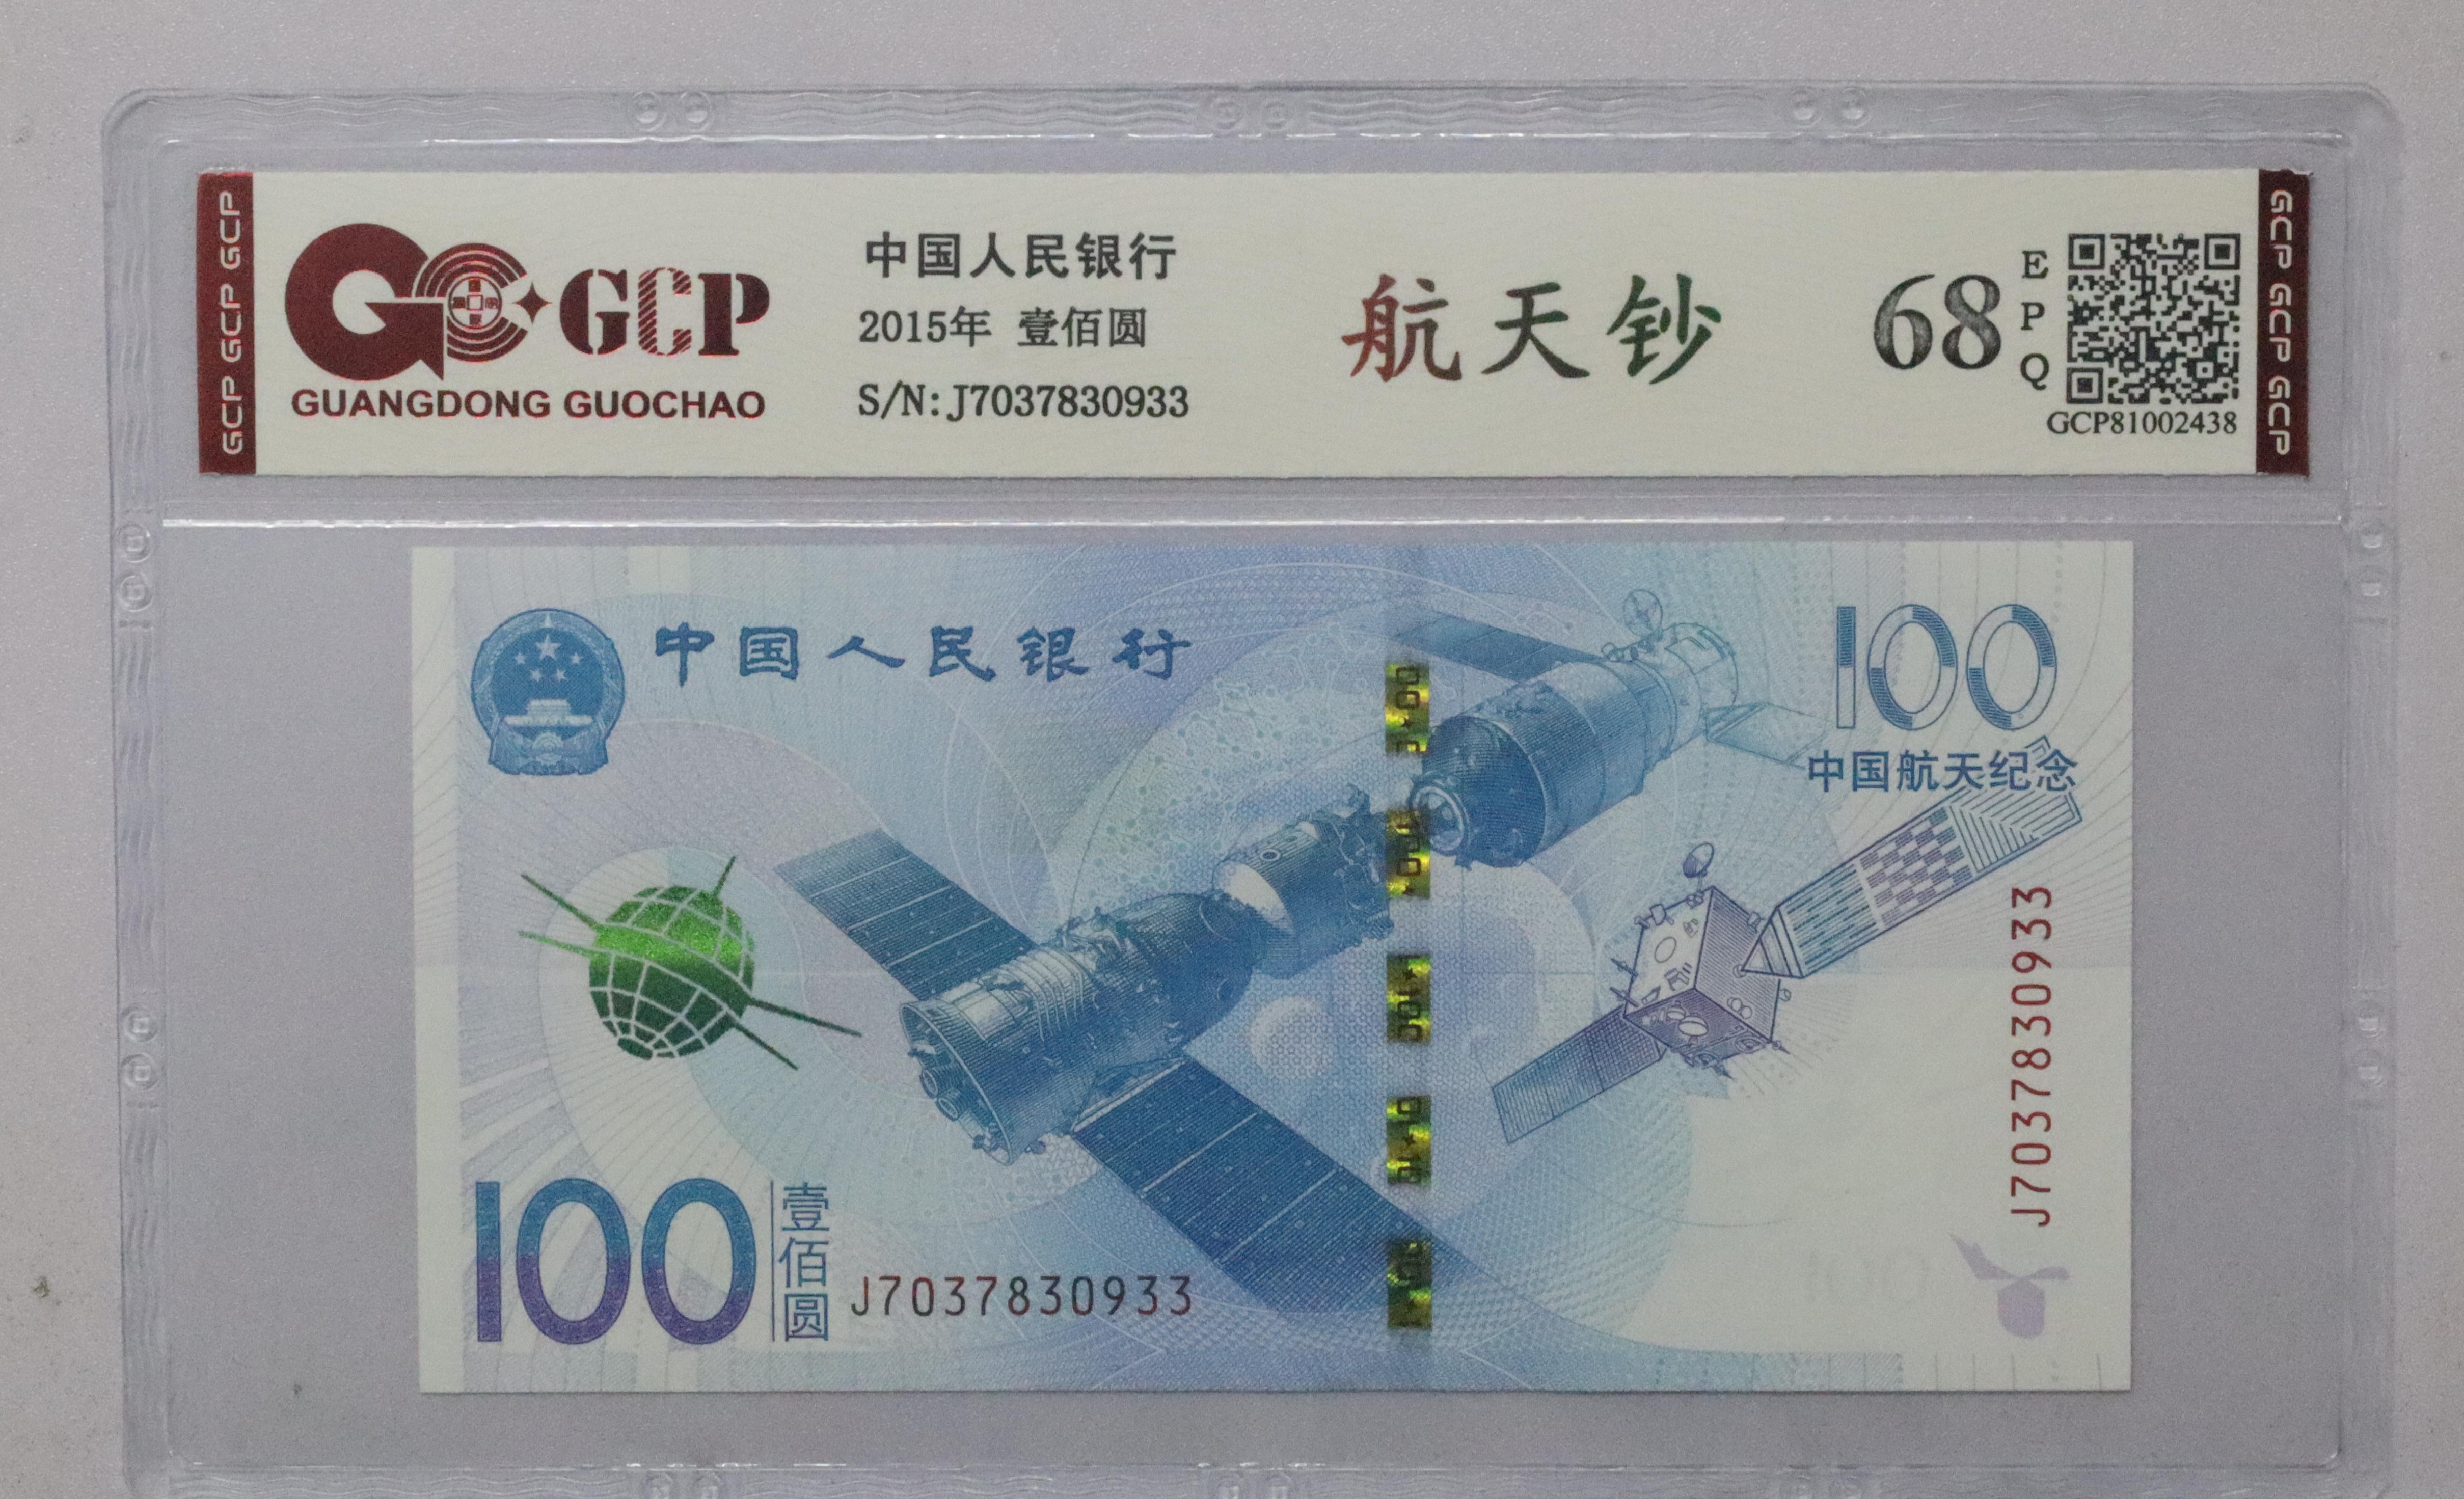 GCP GCP GCP
GCP
GUANGDONG GUOCHAO
中国人民银行
2015年 壹佰圆
S/N: J7037830933
航天钞
68
EPQ
GCP81002438
GCP GCP GCP
中国人民银行
100
中国航天纪念
J7037830933
100
壹佰圆
J7037830933